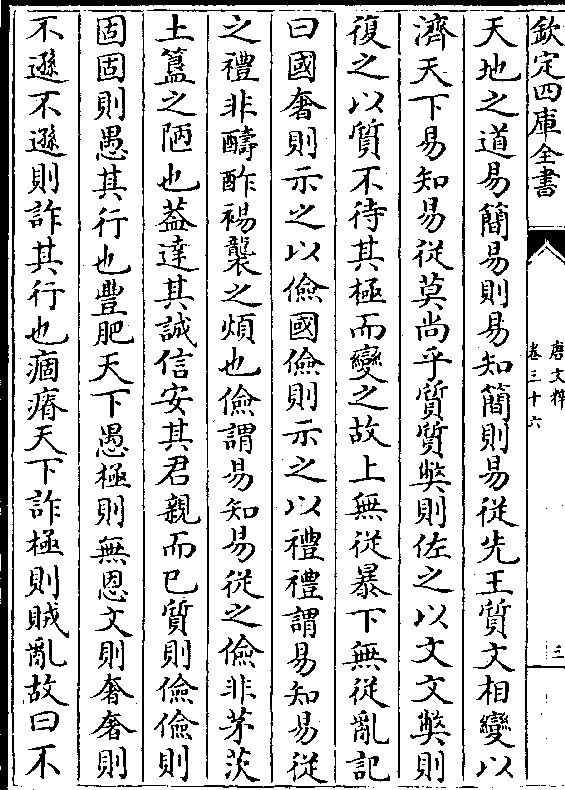 欽定四庫全書
唐文粹
卷三十六
三
天地之道易簡易則易知簡則易從先王質文相變以
濟天下易知易從莫尚乎質質弊則佐之以文文弊則
復之以質不待其極而變之故上無從暴下無從亂記
曰國奢則示之以儉國儉則示之以禮禮謂易知易從
之禮非醻酢裼襲之煩也儉謂易知易從之儉非茅茨
土簋之陋也葢達其誠信安其君親而已質則儉儉則
固固則愚其行也豐肥天下愚極則無恩文則奢奢則
不遜不遜則詐其行也痼瘠天下詐極則賊亂故曰不